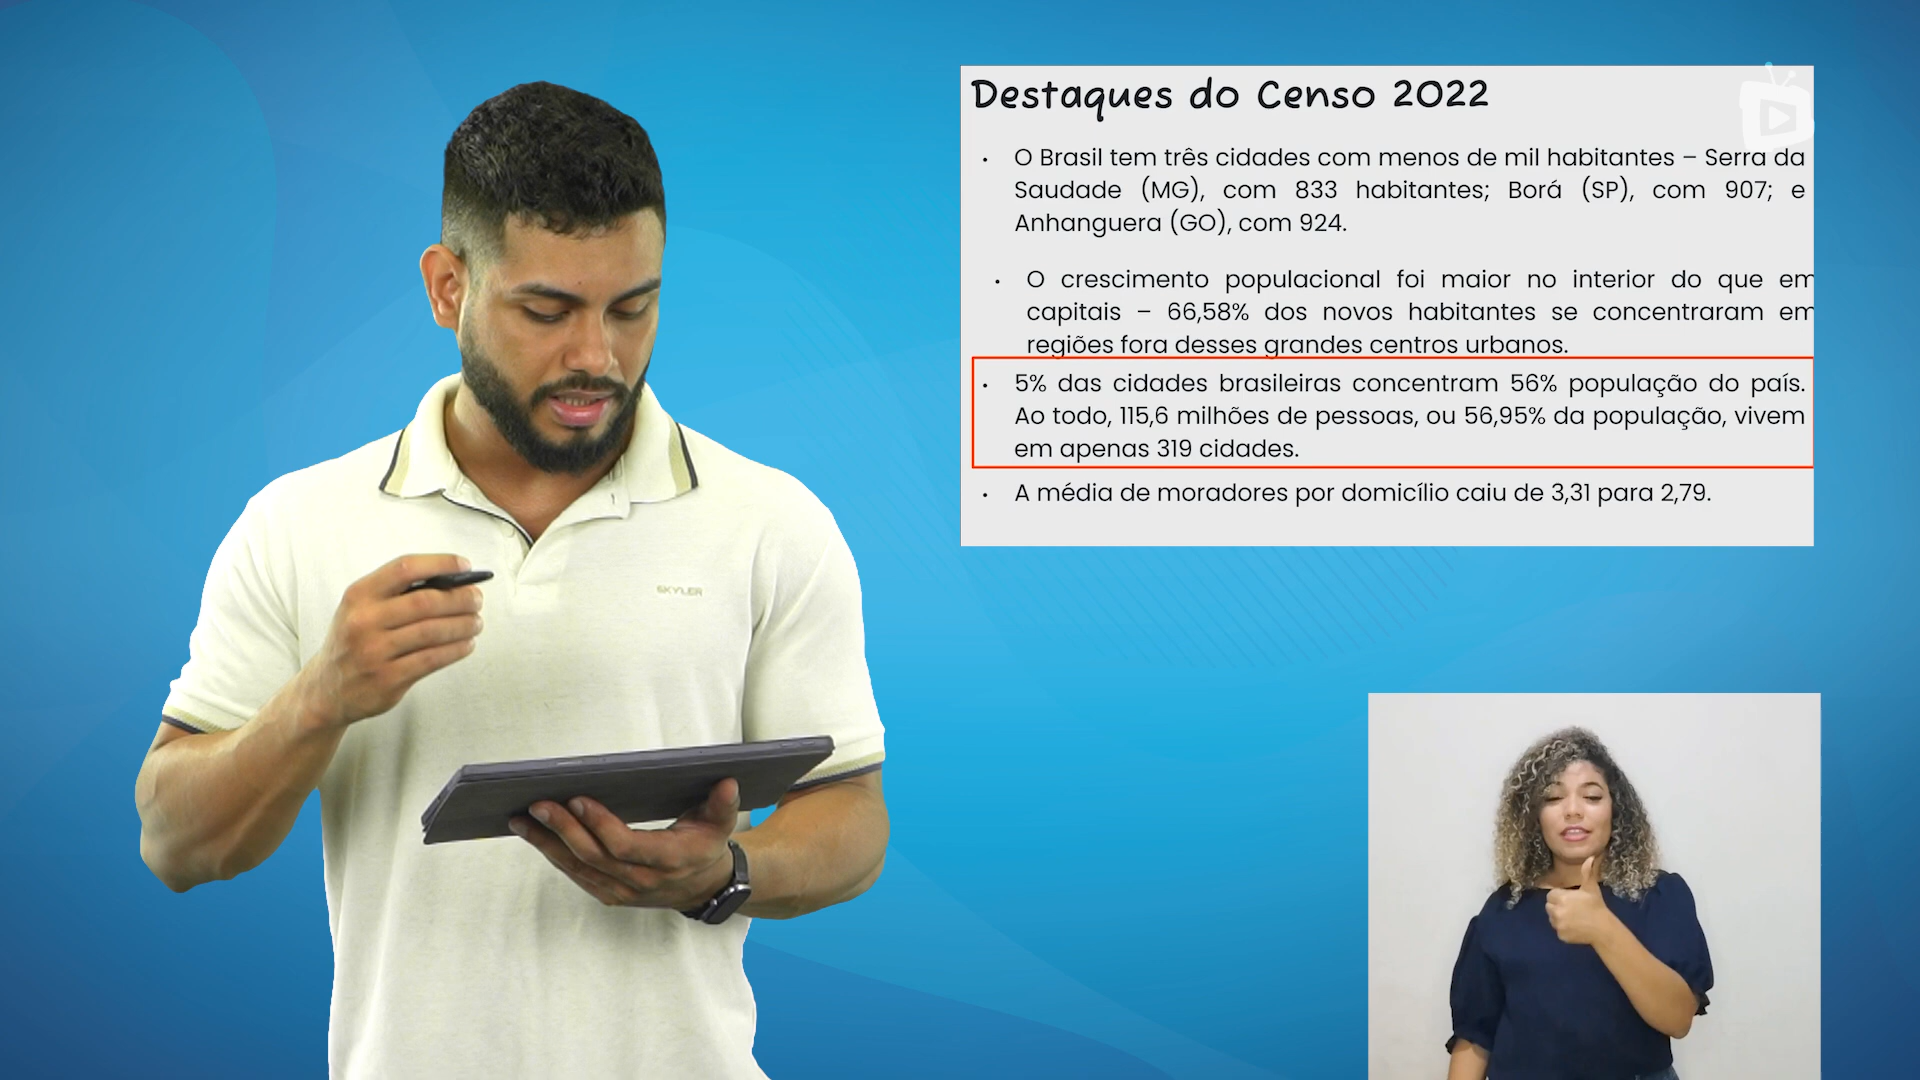 Destaques do Censo 2022
• O Brasil tem três cidades com menos de mil habitantes – Serra da
Saudade (MG), com 833 habitantes; Borá (SP), com 907; e
Anhanguera (GO), com 924.
• O crescimento populacional foi maior no interior do que em
capitais – 66,58% dos novos habitantes se concentraram em
regiões fora desses grandes centros urbanos.
• 5% das cidades brasileiras concentram 56% população do país.
Ao todo, 115,6 milhões de pessoas, ou 56,95% da população, vivem
em apenas 319 cidades.
• A média de moradores por domicílio caiu de 3,31 para 2,79.
SKYLER